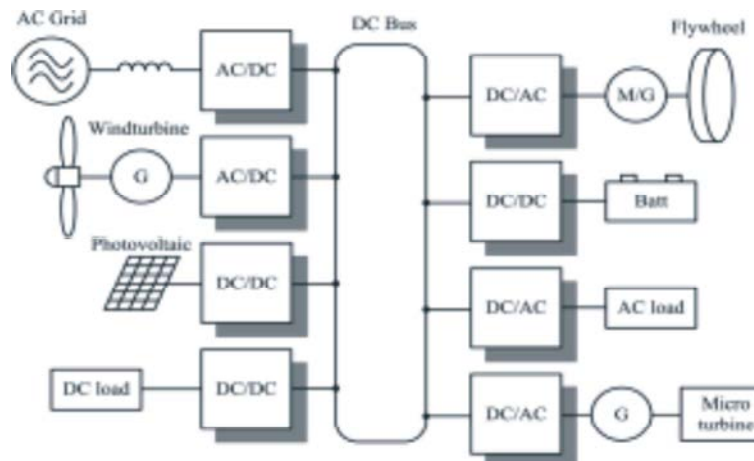 AC Grid
DC Bus
Flywheel
AC/DC
DC/AC
M/G
Windturbine
G
AC/DC
DC/DC
Batt
Photovoltaic
DC/DC
DC/AC
AC load
DC load
DC/DC
DC/AC
G
Micro
turbine